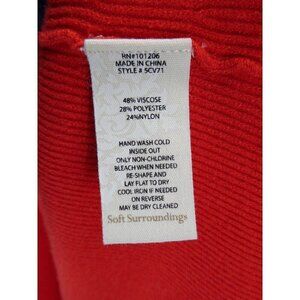 RN#101206
MADE IN CHINA
STYLE # 5CV71
48% VISCOSE
28% POLYESTER
24%NYLON
HAND WASH COLD
INSIDE OUT
ONLY NON-CHLORINE
BLEACH WHEN NEEDED
RE-SHAPE AND
LAY FLAT TO DRY
COOL IRON IF NEEDED
ON REVERSE
MAY BE DRY CLEANED
Soft Surroundings